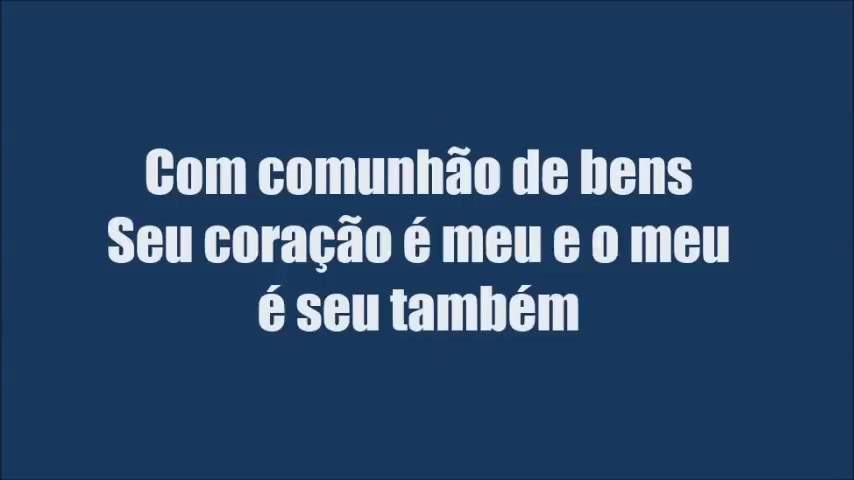 Com comunhão de bens
Seu coração é meu e o meu
é seu também